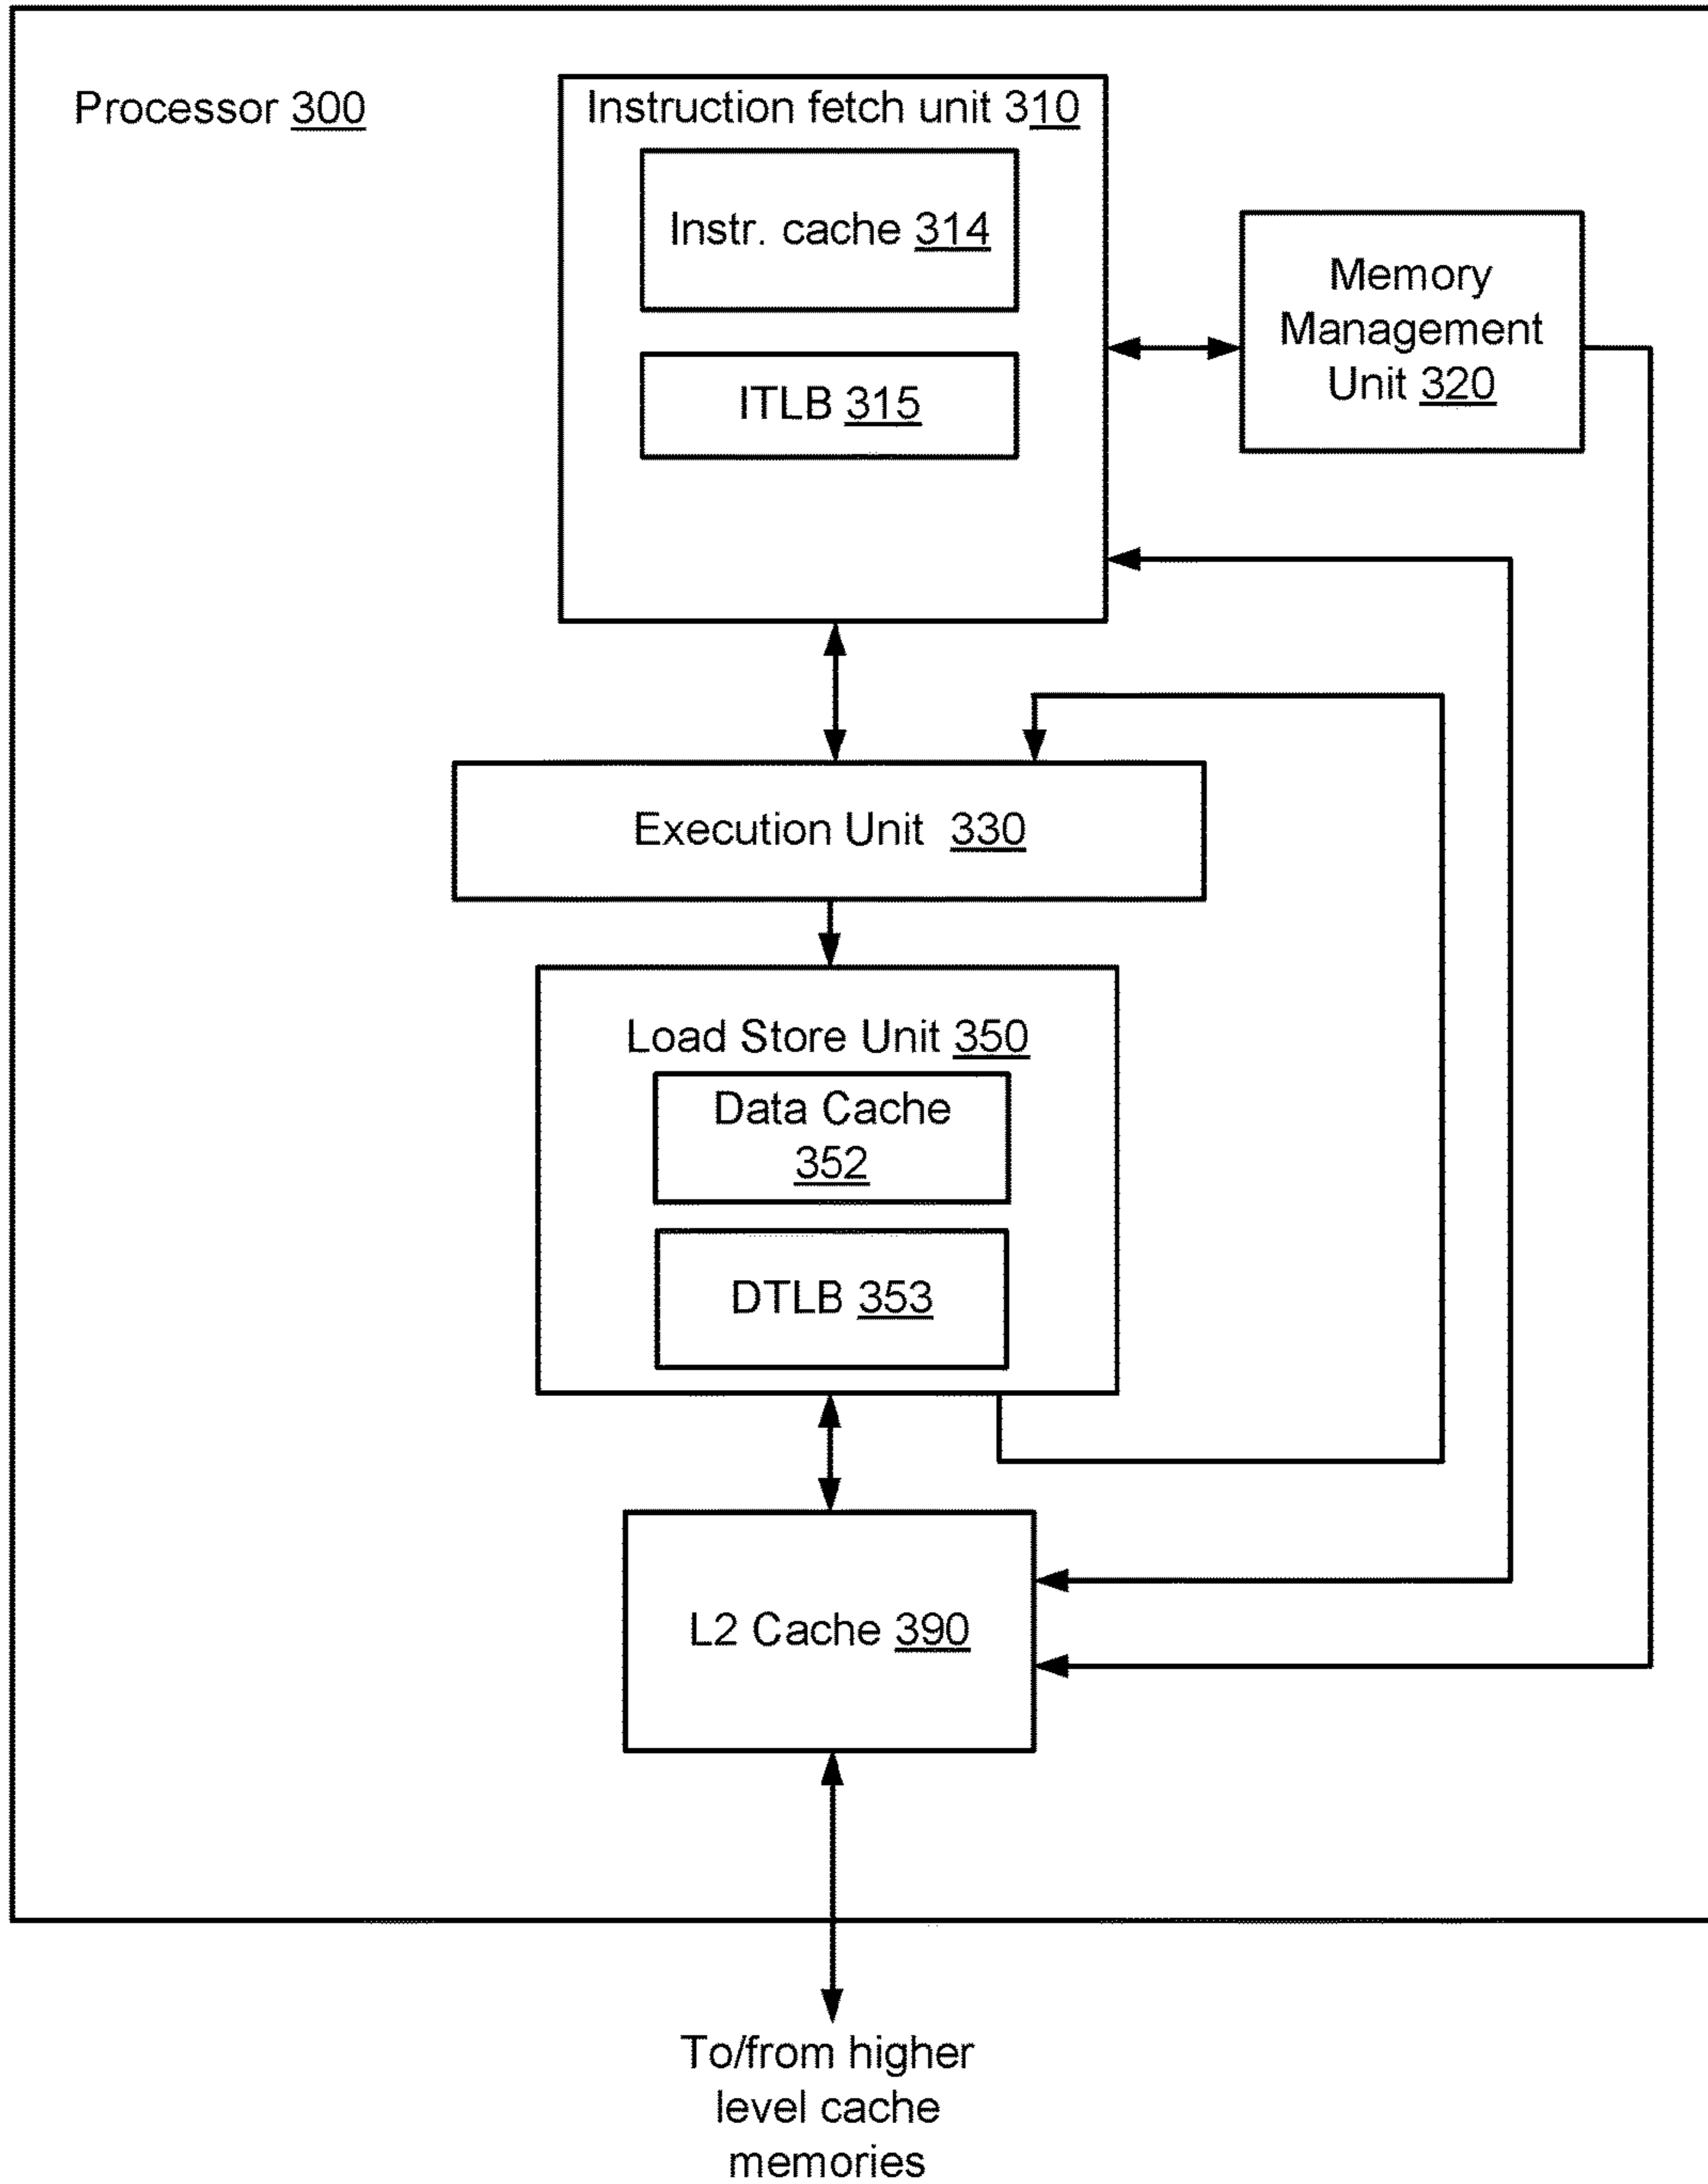 Processor 300
Instruction fetch unit 310
Instr. cache 314
ITLB 315
Memory
Management
Unit 320
Execution Unit 330
Load Store Unit 350
Data Cache
352
DTLB 353
L2 Cache 390
To/from higher
level cache
memories